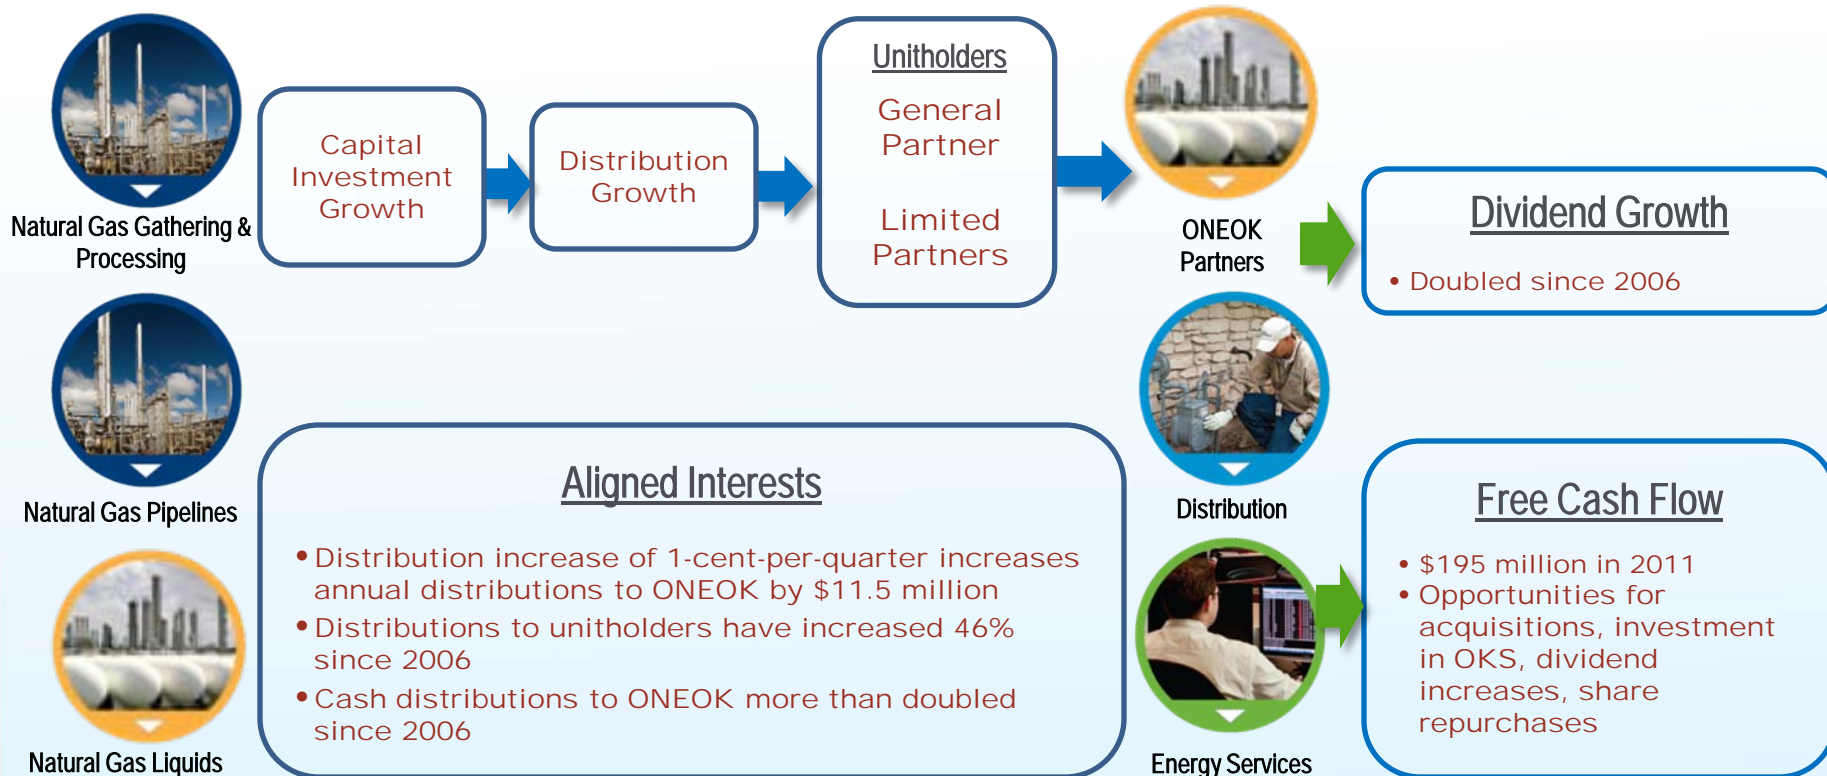 Natural Gas Gathering &
Processing
Natural Gas Pipelines
Natural Gas Liquids
Capital
Investment
Growth
Distribution
Growth
Unitholders
General
Partner
Limited
Partners
ONEOK
Partners
Distribution
Energy Services
Dividend Growth
• Doubled since 2006
Aligned Interests
• Distribution increase of 1-cent-per-quarter increases
annual distributions to ONEOK by $11.5 million
• Distributions to unitholders have increased 46%
since 2006
• Cash distributions to ONEOK more than doubled
since 2006
Free Cash Flow
• $195 million in 2011
• Opportunities for
acquisitions, investment
in OKS, dividend
increases, share
repurchases